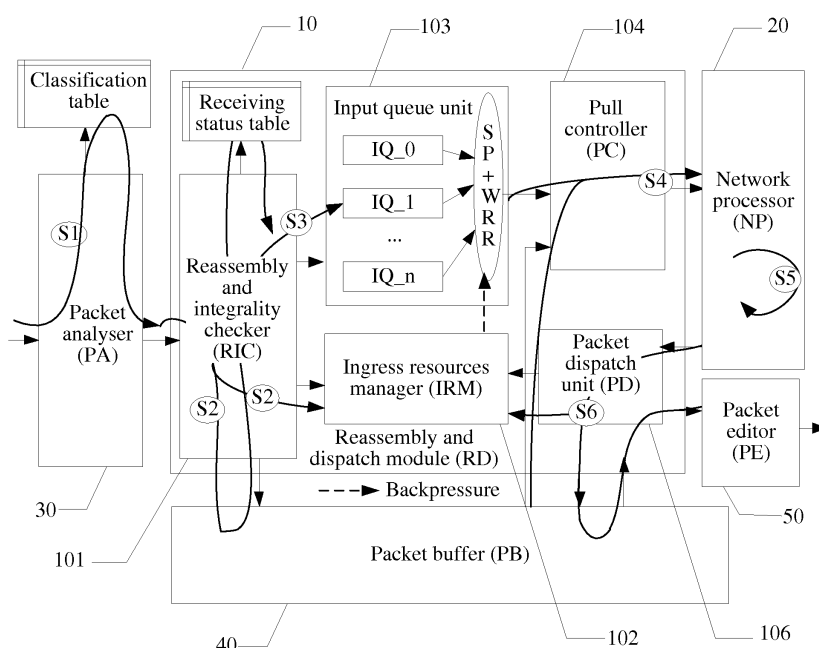 10
103
104
20
Classification
table
Receiving
status table
Input queue unit
IQ_0
IQ_1
...
IQ_n
S
P
+
W
R
R
Pull
controller
(PC)
S4
Network
processor
(NP)
S5
S1
S3
Packet
analyser
(PA)
Reassembly
and
integrality
checker
(RIC)
S2
S2
Ingress resources
manager (IRM)
Packet
dispatch
unit (PD)
S6
Packet
editor
(PE)
Reassembly and
dispatch module (RD)
Backpressure
30
50
101
Packet buffer (PB)
40
102
106